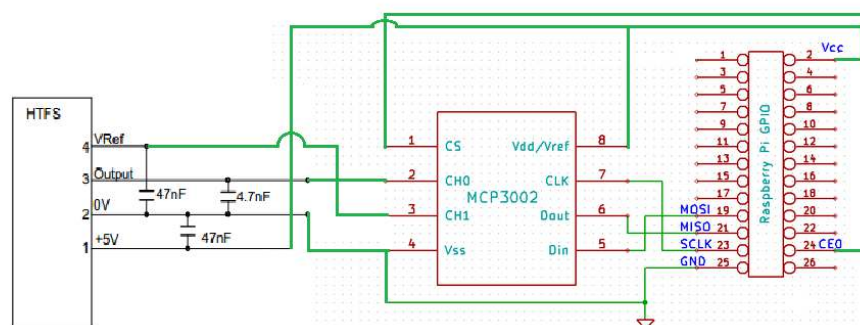 HTFS
4 VRef
3 Output
2 0V
1 +5V
47nF
4.7nF
47nF
1 CS
2 CH0
3 CH1
4 Vss
Vdd/Vref 8
CLK 7
Dout 6
Din 5
MCP3002
Raspberry Pi GPIO
Vcc
1 2
3 4
5 6
7 8
9 10
11 12
13 14
15 16
17 18
MOSI 19 20
MISO 21 22
SCLK 23 24 CE0
GND 25 26